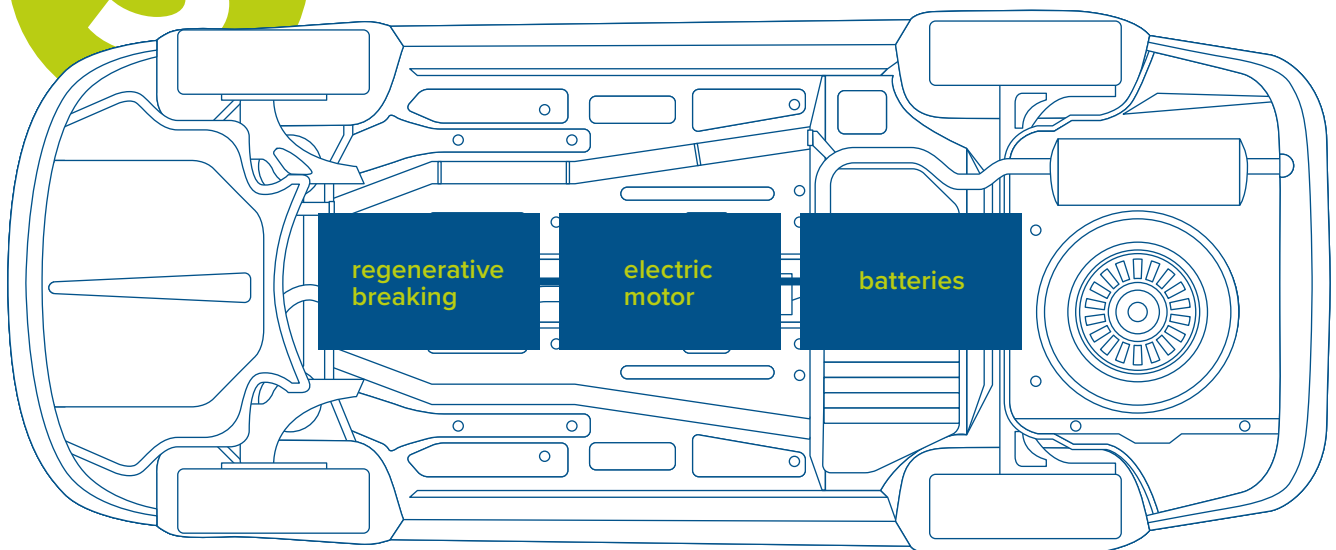 regenerative
breaking
electric
motor
batteries